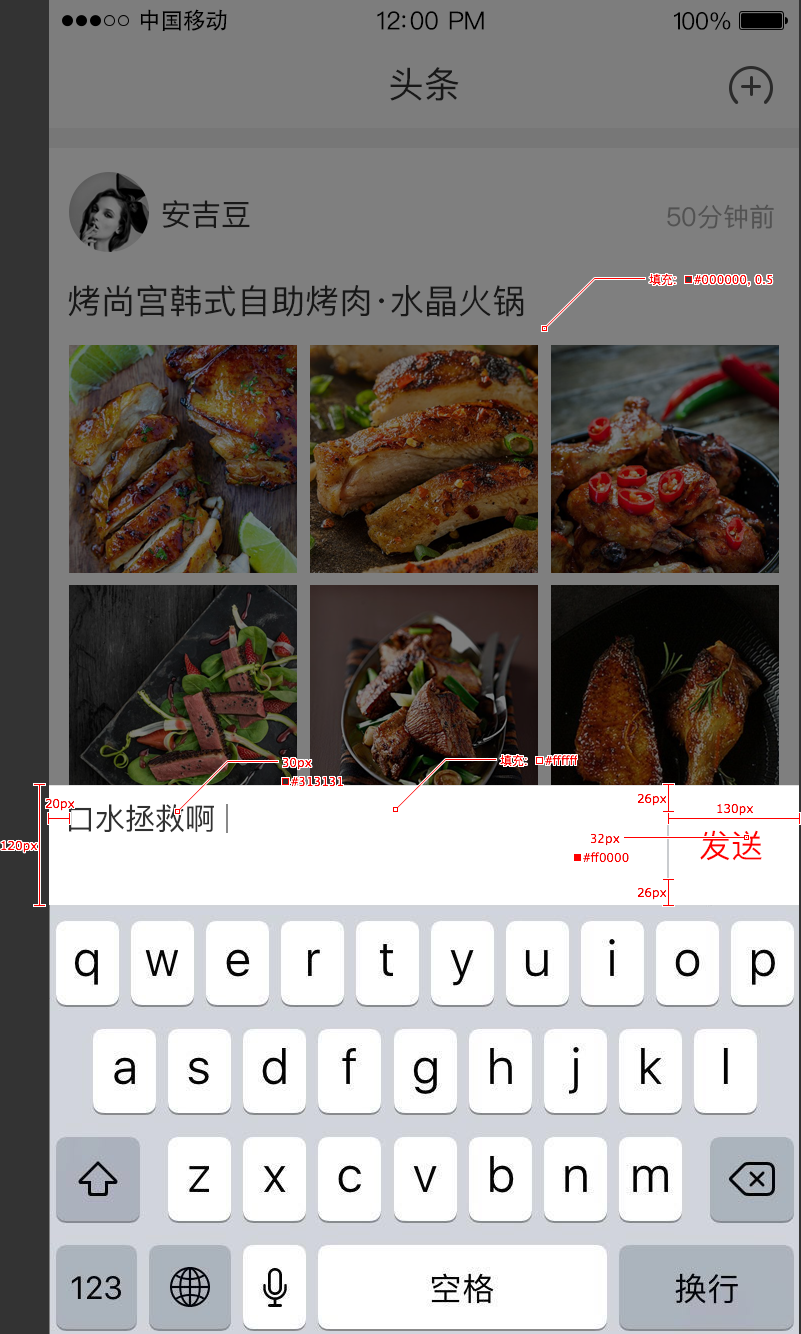 ●●●○○ 中国移动 12:00 PM 100%
头条
安吉豆 50分钟前
填充: #000000, 0.5
烤尚宫韩式自助烤肉·水晶火锅
30px
#313131
填充: #ffffff
20px
120px
口水拯救啊
26px
130px
32px
#ff0000
发送
26px
q w e r t y u i o p
a s d f g h j k l
z x c v b n m
123 空格 换行